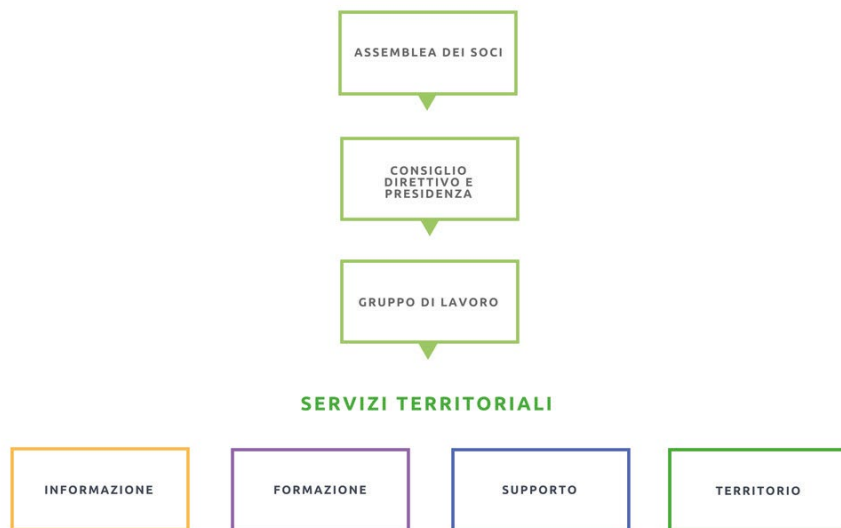 ASSEMBLEA DEI SOCI
CONSIGLIO
DIRETTIVO E
PRESIDENZA
GRUPPO DI LAVORO
SERVIZI TERRITORIALI
INFORMAZIONE
FORMAZIONE
SUPPORTO
TERRITORIO